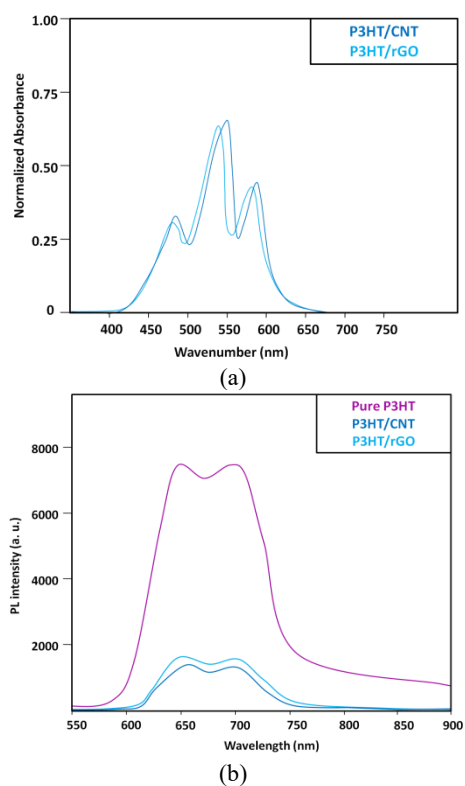 1.00
P3HT/CNT
P3HT/rGO
0.75
0.50
0.25
0
Normalized Absorbance
400 450 500 550 600 650 700 750
Wavenumber (nm)
(a)
Pure P3HT
P3HT/CNT
P3HT/rGO
8000
6000
4000
2000
PL intensity (a. u.)
550 600 650 700 750 800 850 900
Wavelength (nm)
(b)